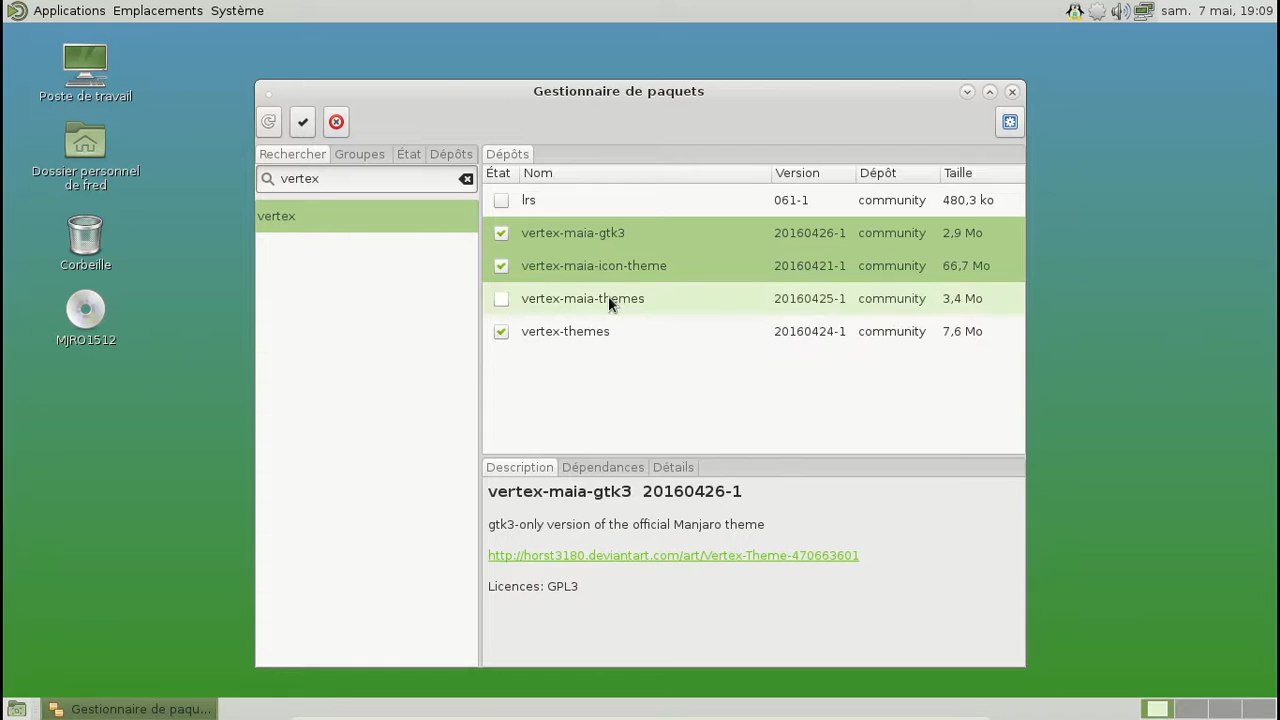 Applications Emplacements Système
sam. 7 mai, 19:09
Poste de travail
Dossier personnel
de fred
Corbeille
MJRO1512
Gestionnaire de paquets
Rechercher Groupes État Dépôts
vertex
vertex
Dépôts
État Nom Version Dépôt Taille
lrs 061-1 community 480,3 ko
vertex-maia-gtk3 20160426-1 community 2,9 Mo
vertex-maia-icon-theme 20160421-1 community 66,7 Mo
vertex-maia-themes 20160425-1 community 3,4 Mo
vertex-themes 20160424-1 community 7,6 Mo
Description Dépendances Détails
vertex-maia-gtk3 20160426-1
gtk3-only version of the official Manjaro theme
http://horst3180.deviantart.com/art/Vertex-Theme-470663601
Licences: GPL3
Gestionnaire de paqu...